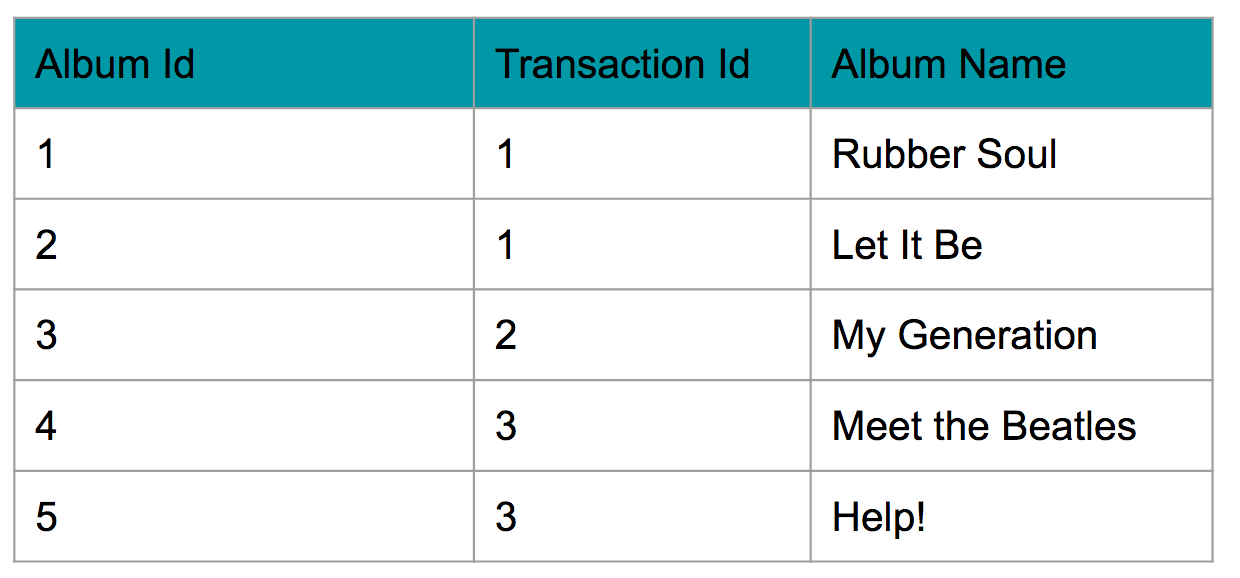 Album Id Transaction Id Album Name
1 1 Rubber Soul
2 1 Let It Be
3 2 My Generation
4 3 Meet the Beatles
5 3 Help!